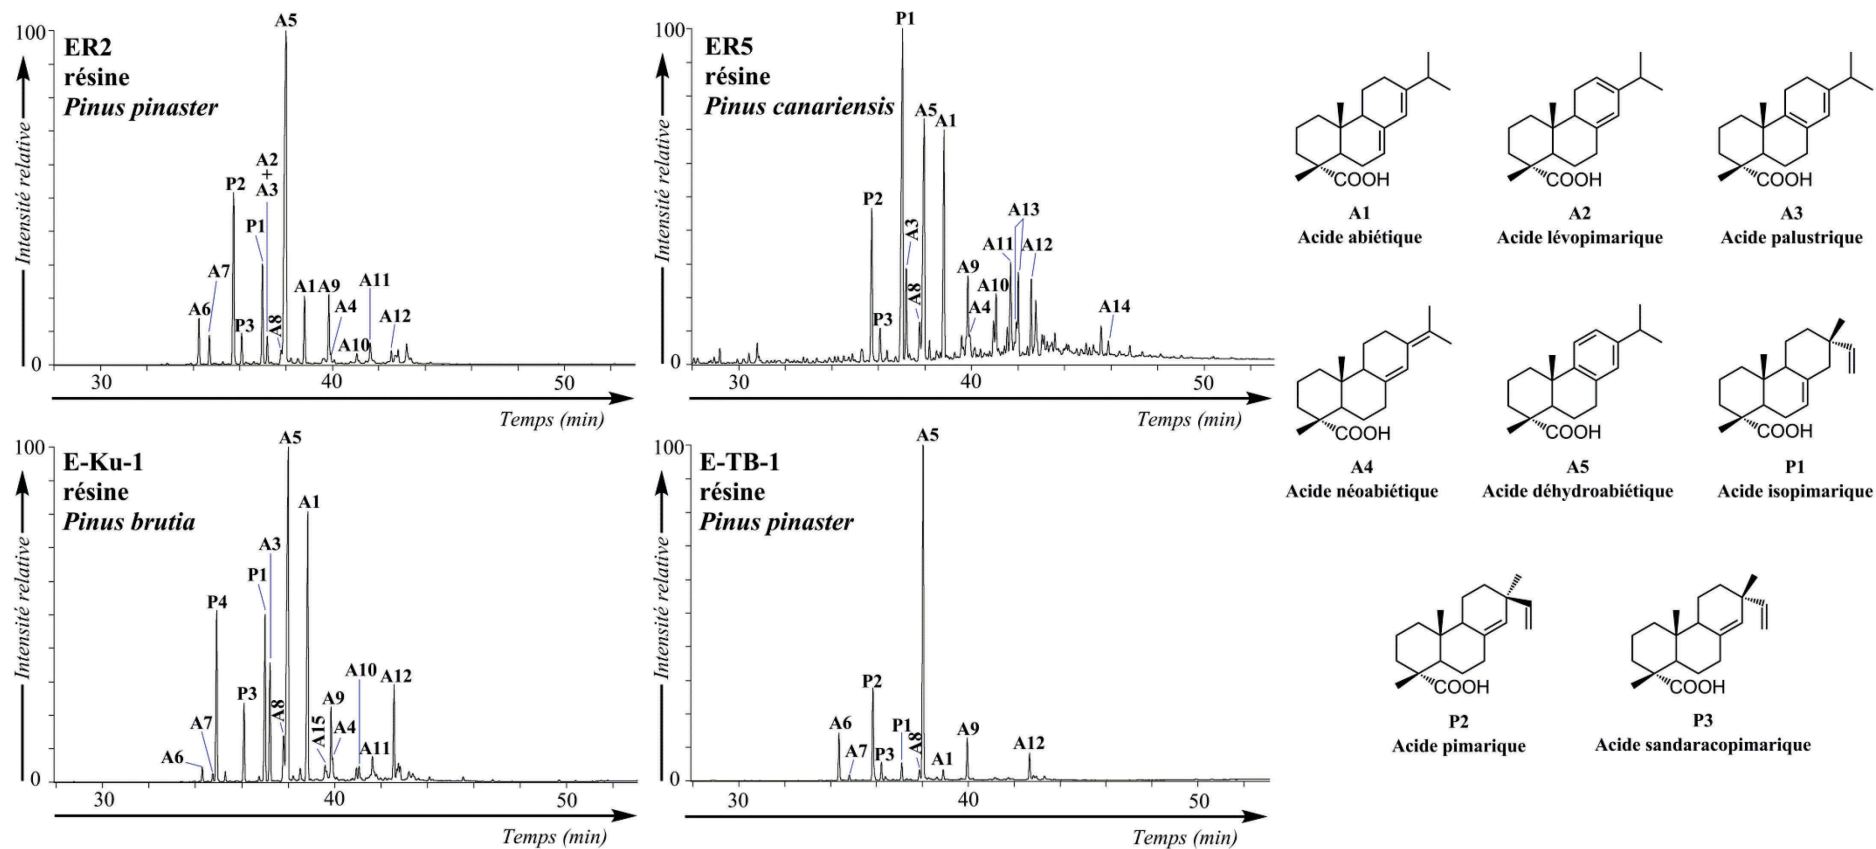 ER2
résine
Pinus pinaster
100
0
Intensité relative
A6
A7
P2
P3
P1
A2
+
A3
A8
A5
A1
A9
A4
A10
A11
A12
30
40
50
Temps (min)
ER5
résine
Pinus canariensis
100
0
Intensité relative
P2
P3
P1
A3
A8
A5
A1
A9
A4
A10
A11
A13
A12
A14
30
40
50
Temps (min)
E-Ku-1
résine
Pinus brutia
100
0
Intensité relative
A6
A7
P4
P3
P1
A3
A8
A5
A1
A15
A9
A4
A10
A11
A12
30
40
50
Temps (min)
E-TB-1
résine
Pinus pinaster
100
0
Intensité relative
A6
A7
P2
P3
P1
A8
A5
A1
A9
A12
30
40
50
Temps (min)
COOH
A1
Acide abiétique
COOH
A2
Acide lévopimarique
COOH
A3
Acide palustrique
COOH
A4
Acide néoabiétique
COOH
A5
Acide déhydroabiétique
COOH
P1
Acide isopimarique
COOH
P2
Acide pimarique
COOH
P3
Acide sandaracopimarique